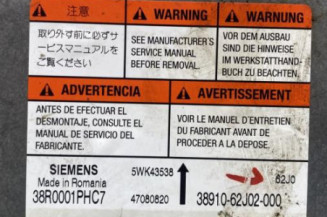 注意
取り外す前に必ずサ
ービスマニュアルを
ご覧ください
WARNING
SEE MANUFACTURER'S
SERVICE MANUAL
BEFORE REMOVAL.
WARNUNG
VOR DEM AUSBAU
SIND DIE HINWEISE
IM WERKSTATTHAND-
BUCH ZU BEACHTEN.
ADVERTENCIA
ANTES DE EFECTUAR EL
DESMONTAJE, CONSULTE EL
MANUAL DE SERVICIO DEL
FABRICANTE.
AVERTISSEMENT
VOIR LE MANUEL D'ENTRETIEN
DU FABRICANT AVANT DE
PROCEDER A LA DEPOSE.
SIEMENS
Made in Romania
38R0001PHC7
5WK43538
47080820
62J0
38910-62J02-000